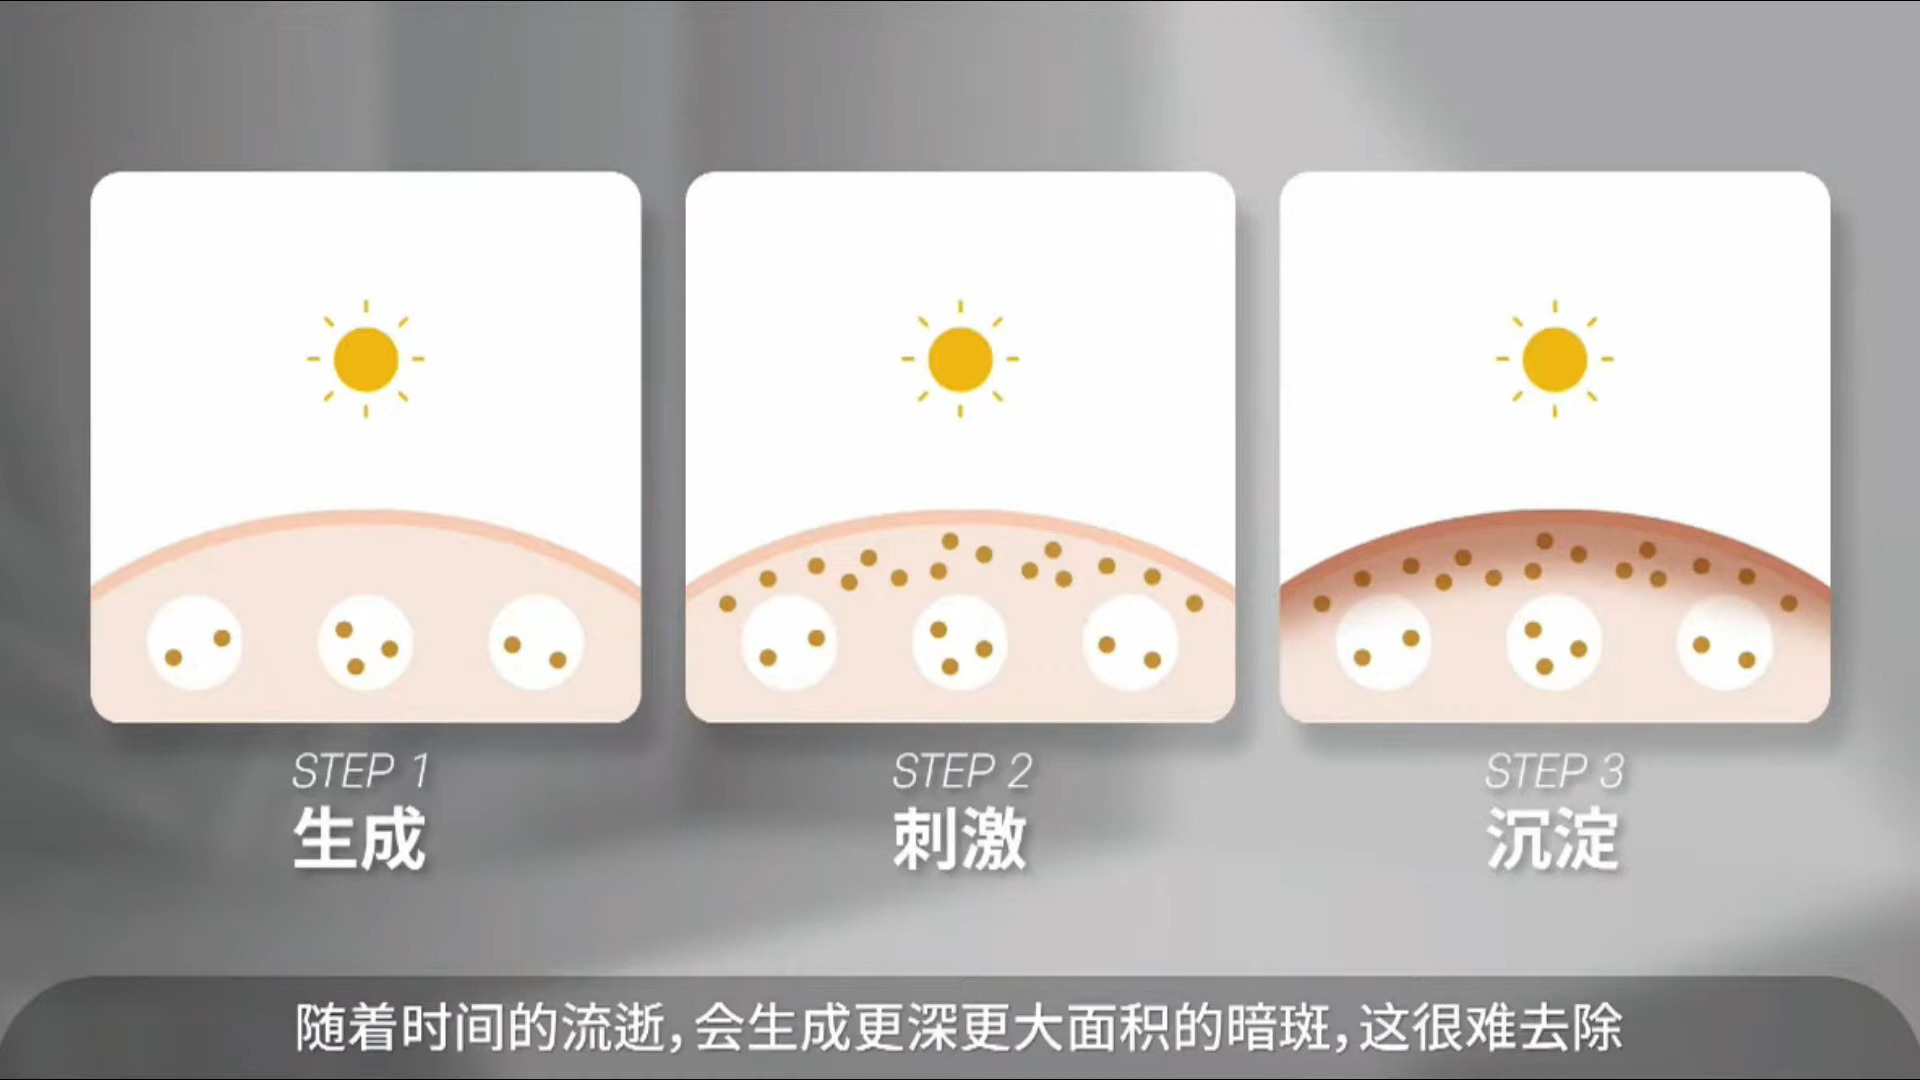 STEP 1
生成
STEP 2
刺激
STEP 3
沉淀
随着时间的流逝，会生成更深更大面积的暗斑，这很难去除